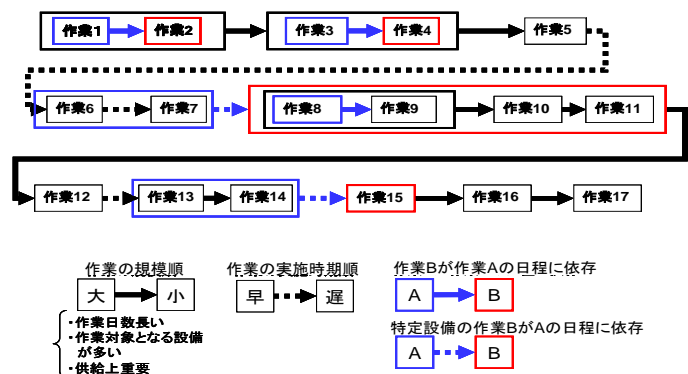 作業1 作業2 作業3 作業4 作業5
作業6 作業7 作業8 作業9 作業10 作業11
作業12 作業13 作業14 作業15 作業16 作業17
作業の規模順
大 小
・作業日数長い
・作業対象となる設備
が多い
・供給上重要
作業の実施時期順
早 遅
作業Bが作業Aの日程に依存
A B
特定設備の作業BがAの日程に依存
A B